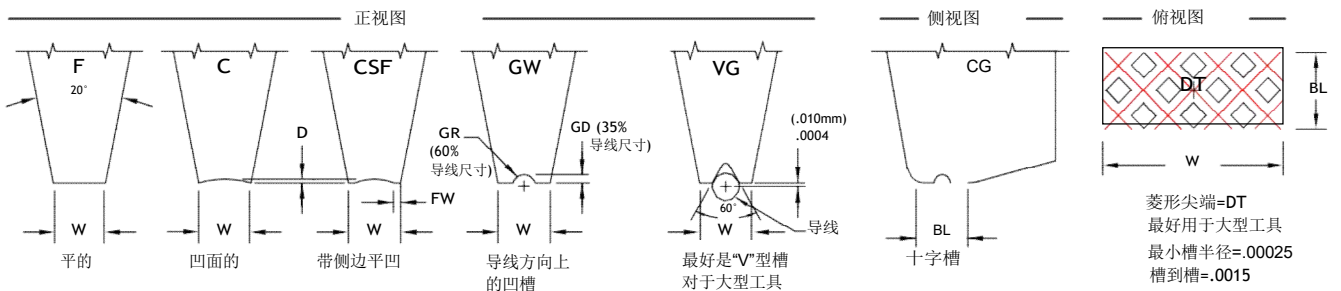 正视图
侧视图
俯视图
F
20°
W
平的
C
D
W
凹面的
CSF
FW
W
带侧边平凹
GW
GR
(60%
导线尺寸)
GD (35%
导线尺寸)
W
导线方向上
的凹槽
VG
(.010mm)
.0004
60°
W
导线
最好是“V”型槽
对于大型工具
CG
BL
十字槽
DT
BL
W
菱形尖端=DT
最好用于大型工具
最小槽半径=.00025
槽到槽=.0015